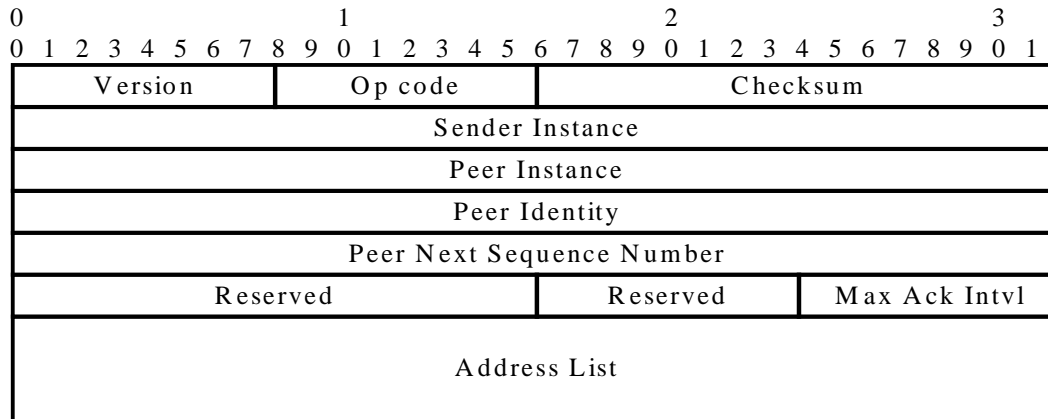 0 1 2 3
0 1 2 3 4 5 6 7 8 9 0 1 2 3 4 5 6 7 8 9 0 1 2 3 4 5 6 7 8 9 0 1
Version Op code Checksum
Sender Instance
Peer Instance
Peer Identity
Peer Next Sequence Number
Reserved Reserved Max Ack Intvl
Address List